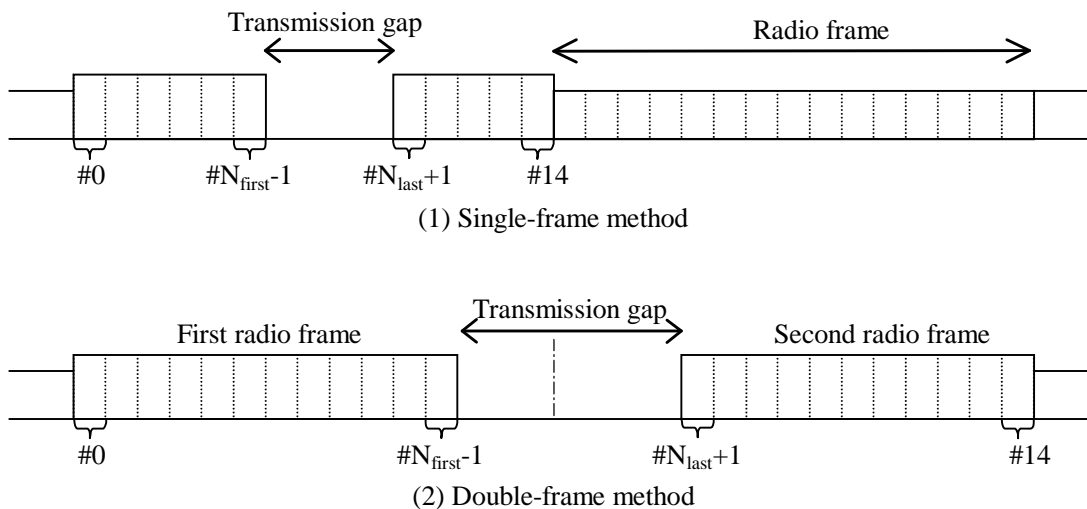 Transmission gap
Radio frame
#0
#Nfirst-1
#Nlast+1
#14
(1) Single-frame method
Transmission gap
First radio frame
Second radio frame
#0
#Nfirst-1
#Nlast+1
#14
(2) Double-frame method